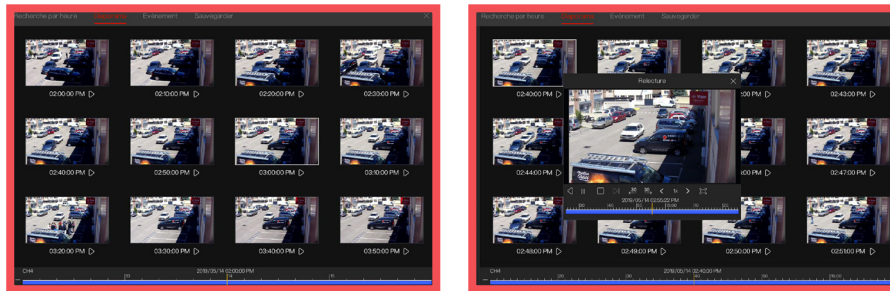 Recherche par heure Diaporama Evénement Sauvegarder
02:00:00 PM 02:10:00 PM 02:20:00 PM 02:30:00 PM
02:40:00 PM 02:50:00 PM 03:00:00 PM 03:10:00 PM
03:20:00 PM 03:30:00 PM 03:40:00 PM 03:50:00 PM
CH4 2019/05/14 02:00:00 PM
Recherche par heure Diaporama Evénement Sauvegarder
Relecture
02:40:00 PM 02:43:00 PM
02:44:00 PM 02:47:00 PM
2019/05/14 02:55:22 PM
02:48:00 PM 02:49:00 PM 02:50:00 PM 02:51:00 PM
CH4 2019/05/14 02:40:00 PM